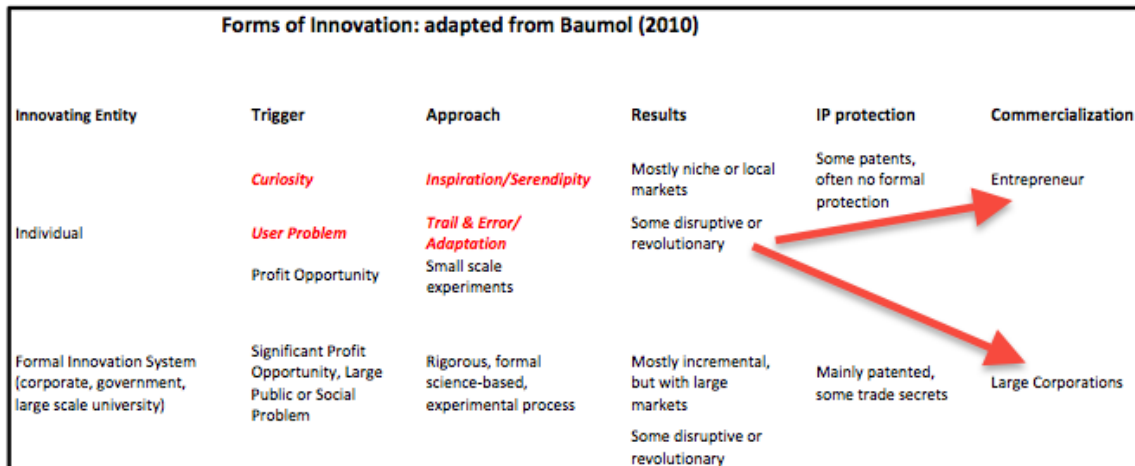 Forms of Innovation: adapted from Baumol (2010)
Innovating Entity Trigger Approach Results IP protection Commercialization
Individual
Curiosity
User Problem
Profit Opportunity
Inspiration/Serendipity
Trail & Error/
Adaptation
Small scale
experiments
Mostly niche or local
markets
Some disruptive or
revolutionary
Some patents,
often no formal
protection
Entrepreneur
Formal Innovation System
(corporate, government,
large scale university)
Significant Profit
Opportunity, Large
Public or Social
Problem
Rigorous, formal
science-based,
experimental process
Mostly incremental,
but with large
markets
Some disruptive or
revolutionary
Mainly patented,
some trade secrets
Large Corporations